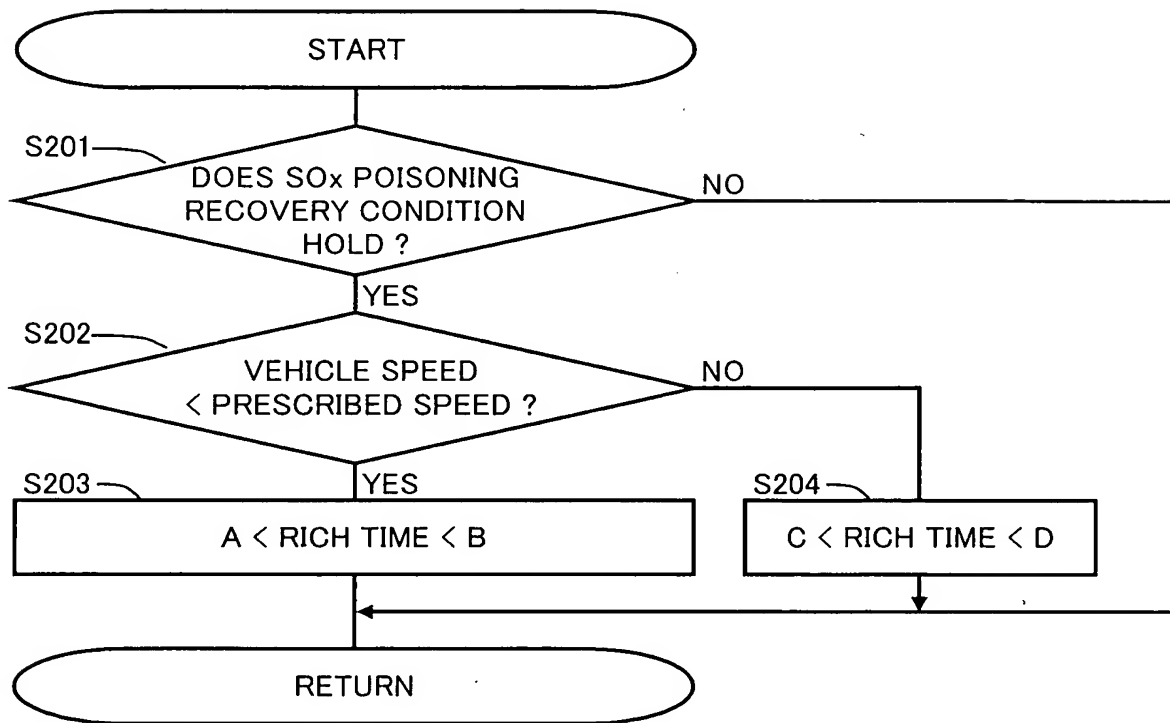 START
S201
DOES SOx POISONING
RECOVERY CONDITION
HOLD ?
NO
YES
S202
VEHICLE SPEED
< PRESCRIBED SPEED ?
NO
YES
S203
A < RICH TIME < B
S204
C < RICH TIME < D
RETURN